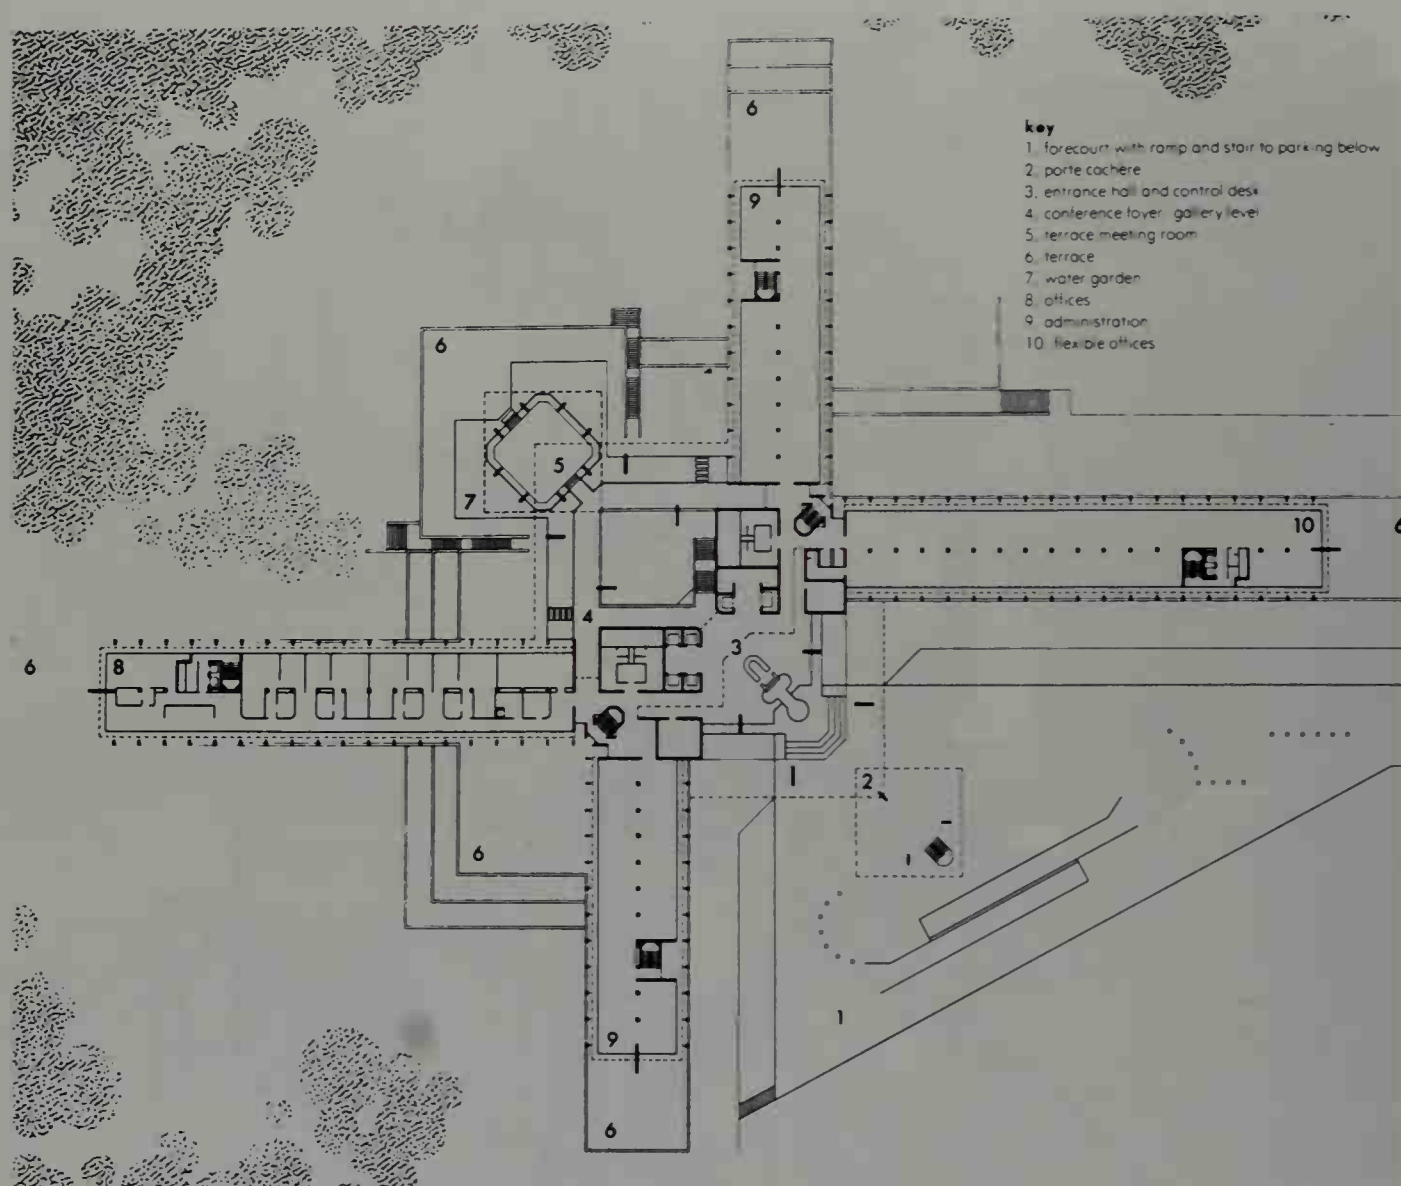 6
key
1. forecourt with ramp and stair to parking below
2. porte cachère
9
3. entrance hall and control desk
4. conference foyer gallery level
5. terrace meeting room
6. terrace
7. water garden
8. offices
9. administration
10. flexible offices
6
5
7
10
6
4
3
6
8
2
6
1
9
6